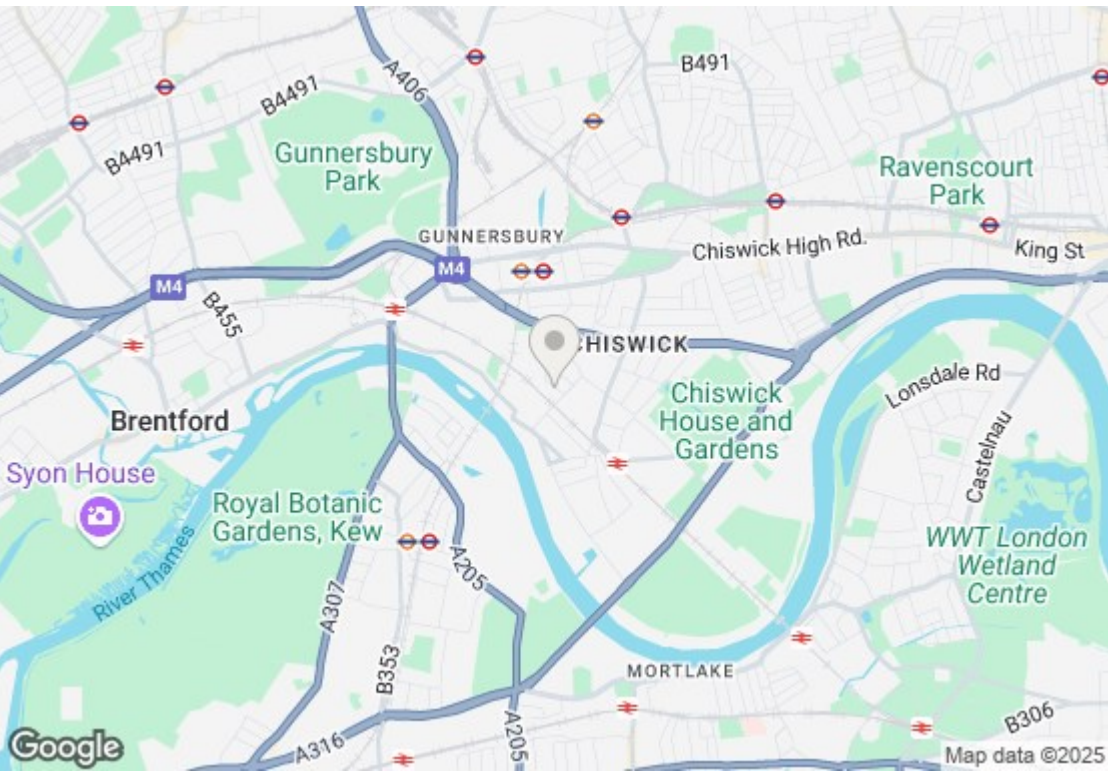 B491
A406
B4491
B4491
Gunnersbury
Park
Ravenscourt
Park
GUNNERSBURY
Chiswick High Rd.
King St
M4
M4
B455
CHISWICK
Lonsdale Rd
Chiswick
House and
Gardens
Brentford
Castelnau
Syon House
Royal Botanic
Gardens, Kew
WWT London
Wetland
Centre
River Thames
A205
A307
B353
MORTLAKE
A205
B306
A316
Google
Map data ©2025